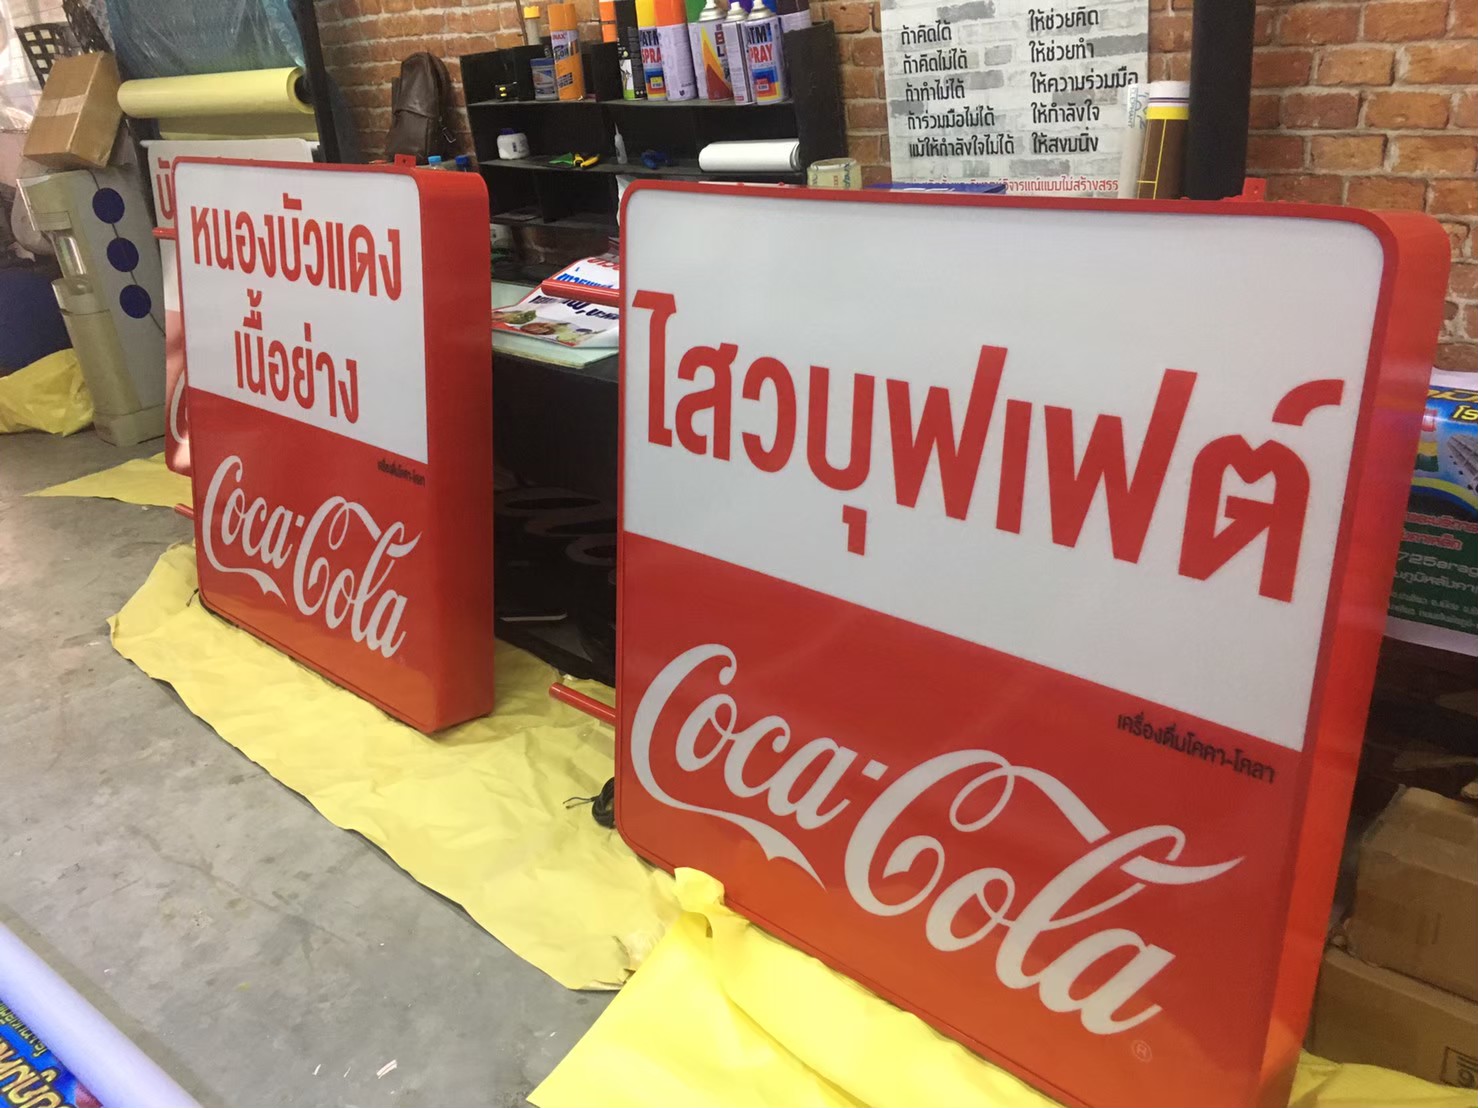 ถ้าคิดได้ ให้ช่วยคิด
ถ้าคิดไม่ได้ ให้ช่วยทำ
ถ้าทำไม่ได้ ให้ความร่วมมือ
ถ้าร่วมมือไม่ได้ ให้กำลังใจ
แม้ให้กำลังใจไม่ได้ ให้สงบนิ่ง
หนองบัวแดง
เนื้อย่าง
Coca-Cola
ไสวบุฟเฟต์
เครื่องดื่มโคคา-โคลา
Coca-Cola
®